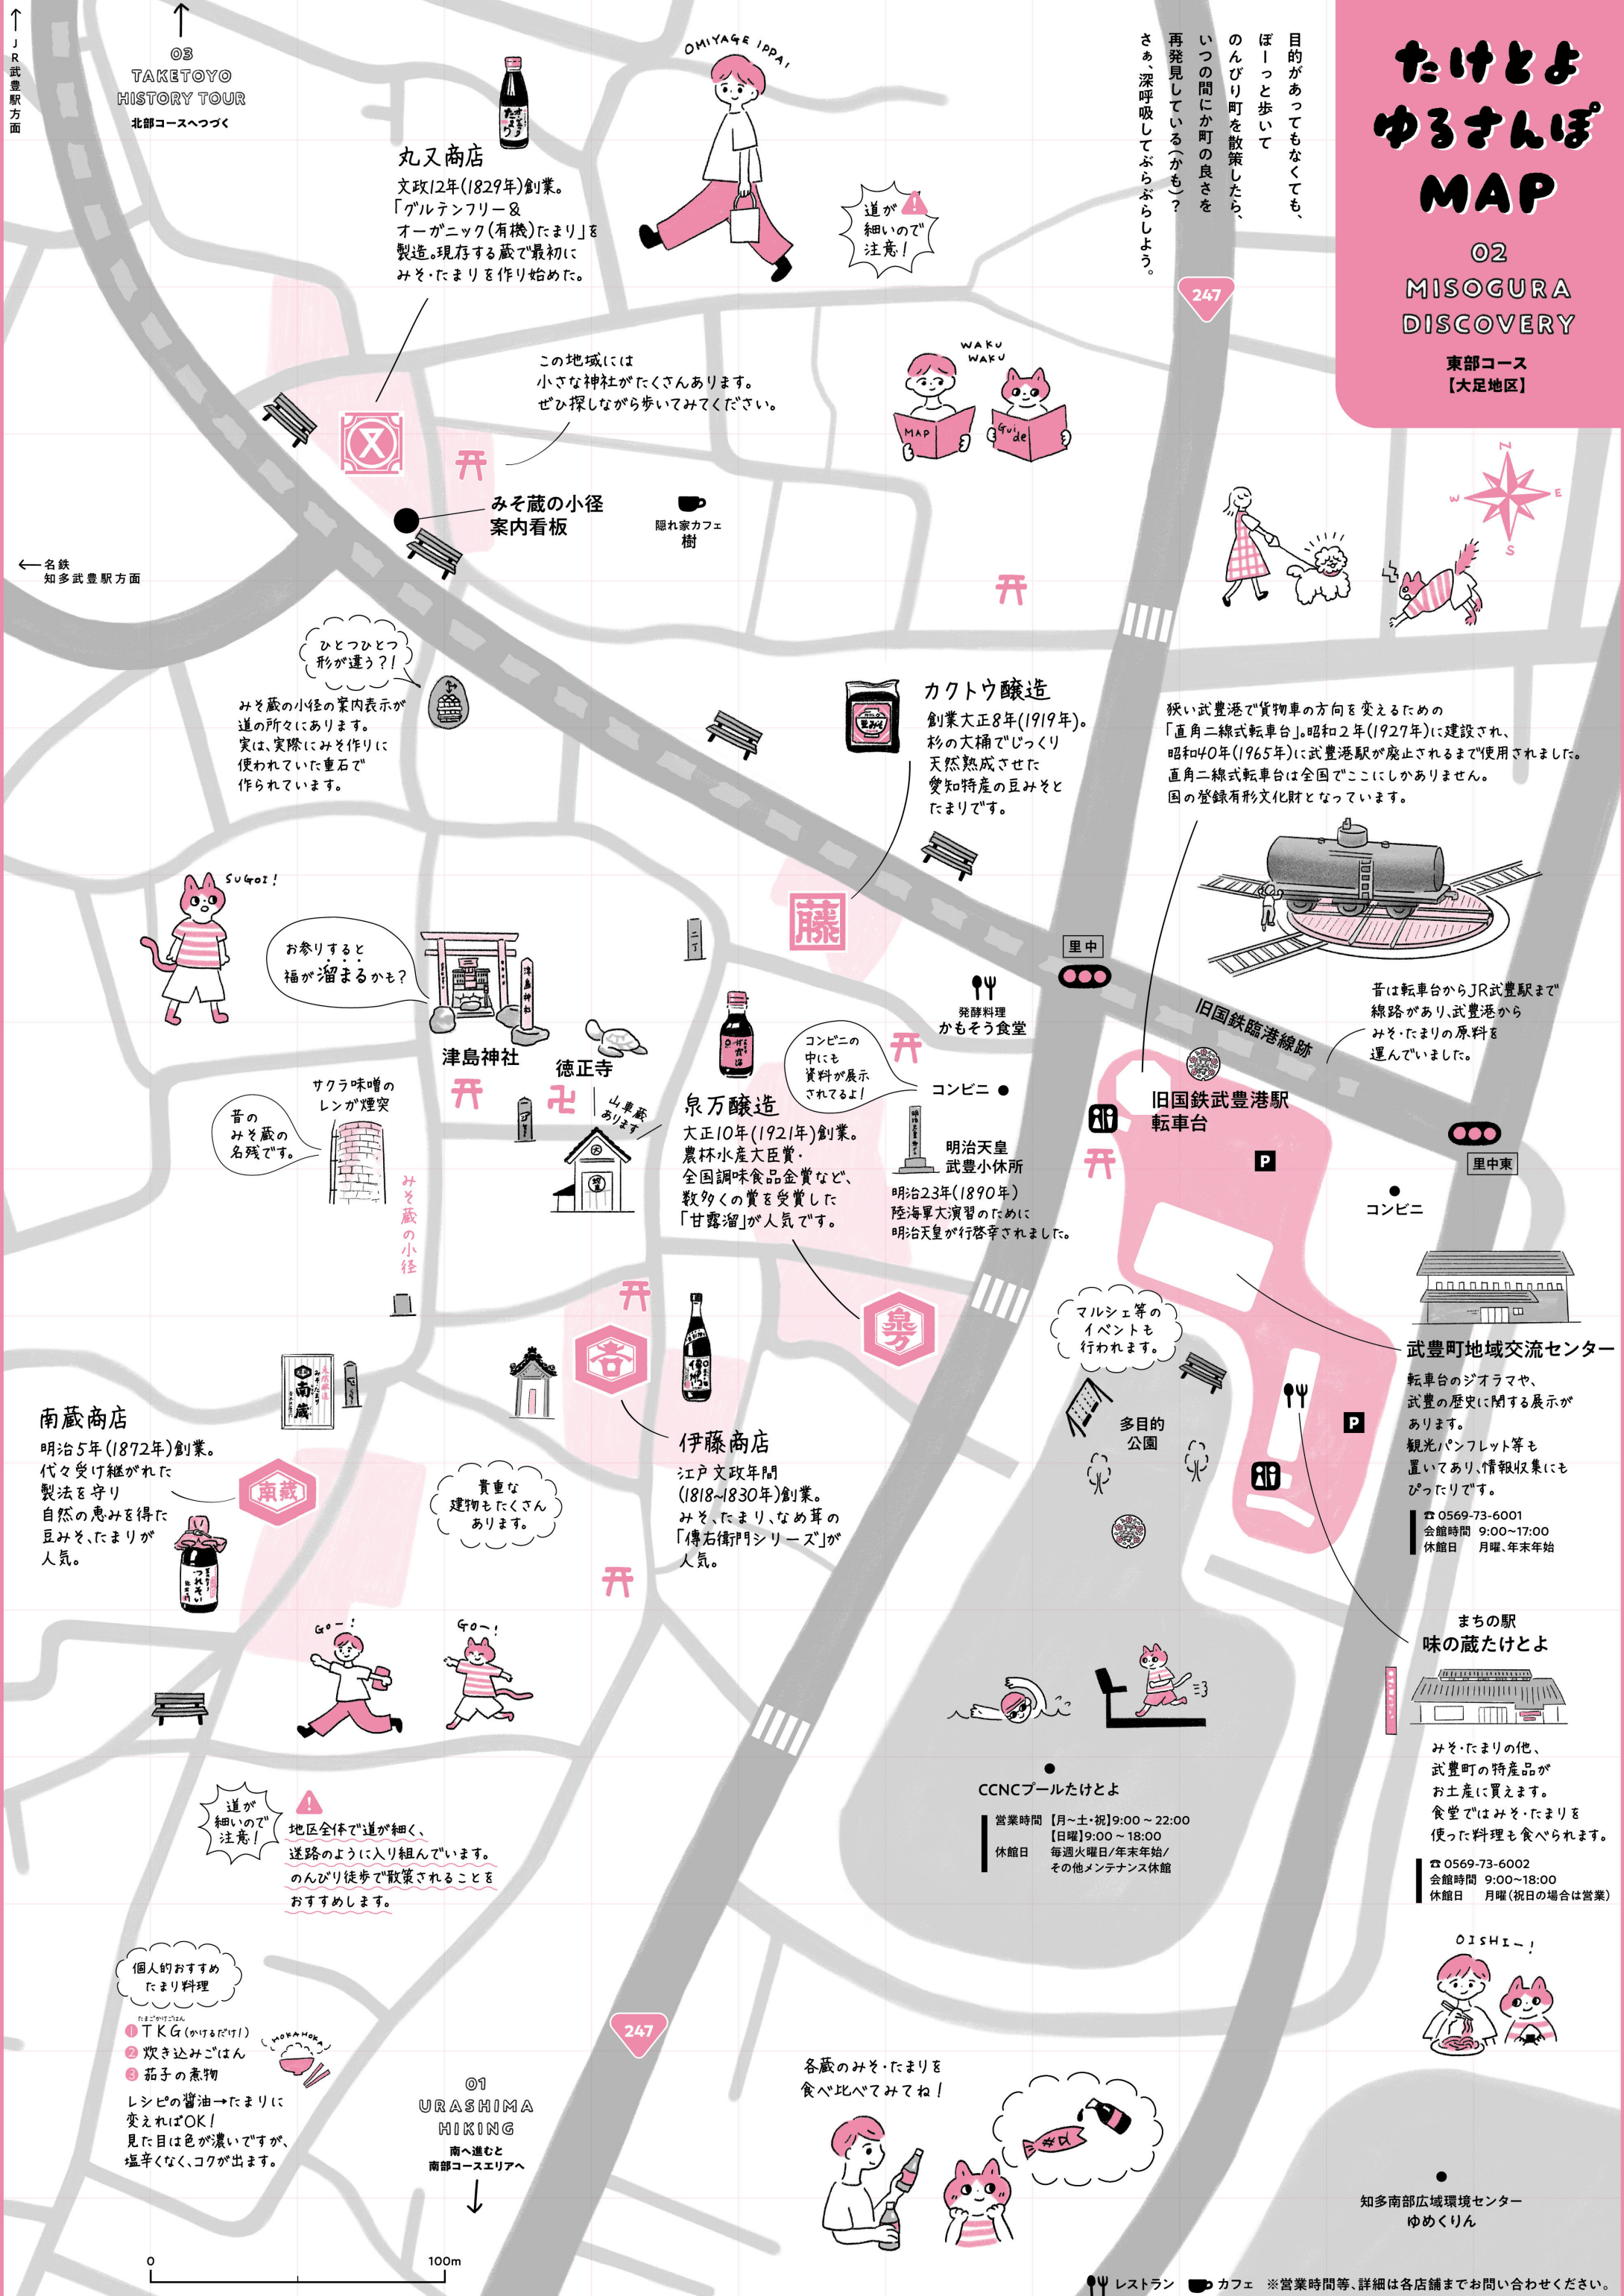 たけとよ
ゆるさんぽ
MAP
02
MISOGURA
DISCOVERY
東部コース
【大足地区】
目的があってもなくても、
ぼーっと歩いて
のんびり町を散策したら、
いつの間にか町の良さを
再発見している(かも)?
さぁ、深呼吸してぶらぶらしよう。
↑JR武豊駅方面
03
TAKETOYO
HISTORY TOUR
北部コースへつづく
OMIYAGE IPPAI
丸又商店
文政12年(1829年)創業。
「グルテンフリー&
オーガニック(有機)たまり」を
製造。現存する蔵で最初に
みそ・たまりを作り始めた。
道が
細いので
注意!
247
この地域には
小さな神社がたくさんあります。
ぜひ探しながら歩いてみてください。
WAKU
WAKU
MAP
Guide
N
W
E
S
みそ蔵の小径
案内看板
隠れ家カフェ
樹
←名鉄
知多武豊駅方面
ひとつひとつ
形が違う?!
みそ蔵の小径の案内表示が
道の所々にあります。
実は、実際にみそ作りに
使われていた重石で
作られています。
豆みそ
カクトウ醸造
創業大正8年(1919年)。
杉の大桶でじっくり
天然熟成させた
愛知特産の豆みそと
たまりです。
狭い武豊港で貨物車の方向を変えるための
「直角二線式転車台」。昭和2年(1927年)に建設され、
昭和40年(1965年)に武豊港駅が廃止されるまで使用されました。
直角二線式転車台は全国でここにしかありません。
国の登録有形文化財となっています。
藤
二丁
SUGOI!
お参りすると
福が溜まるかも?
津島神社
津島神社
徳正寺
山車蔵
あります
里中
発酵料理
かもそう食堂
旧国鉄臨港線跡
昔は転車台からJR武豊駅まで
線路があり、武豊港から
みそ・たまりの原料を
運んでいました。
コンビニの
中にも
資料が展示
されてるよ!
コンビニ
旧国鉄武豊港駅
転車台
P
里中東
コンビニ
サクラ味噌の
レンガ煙突
昔の
みそ蔵の
名残です。
みそ蔵の小径
泉万醸造
大正10年(1921年)創業。
農林水産大臣賞・
全国調味食品金賞など、
数多くの賞を受賞した
「甘露溜」が人気です。
明治天皇
武豊小休所
明治23年(1890年)
陸海軍大演習のために
明治天皇が行啓幸されました。
泉万
マルシェ等の
イベントも
行われます。
多目的
公園
P
武豊町地域交流センター
転車台のジオラマや、
武豊の歴史に関する展示が
あります。
観光パンフレット等も
置いてあり、情報収集にも
ぴったりです。
☎0569-73-6001
会館時間 9:00~17:00
休館日 月曜、年末年始
南蔵
南蔵商店
明治5年(1872年)創業。
代々受け継がれた
製法を守り
自然の恵みを得た
豆みそ、たまりが
人気。
南蔵
つれそい
貴重な
建物もたくさん
あります。
伊藤商店
江戸文政年間
(1818~1830年)創業。
みそ、たまり、なめ茸の
「傳右衛門シリーズ」が
人気。
GO-!
GO-!
まちの駅
味の蔵たけとよ
みそ・たまりの他、
武豊町の特産品が
お土産に買えます。
食堂ではみそ・たまりを
使った料理も食べられます。
☎0569-73-6002
会館時間 9:00~18:00
休館日 月曜(祝日の場合は営業)
CCNCプールたけとよ
営業時間 【月~土・祝】9:00 ~ 22:00
【日曜】9:00 ~ 18:00
休館日 毎週火曜日/年末年始/
その他メンテナンス休館
道が
細いので
注意!
地区全体で道が細く、
迷路のように入り組んでいます。
のんびり徒歩で散策されることを
おすすめします。
OISHI-!
個人的おすすめ
たまり料理
たまごかけごはん
1 TKG(かけるだけ!)
2 炊き込みごはん
3 茄子の煮物
HOKAHOKA!
レシピの醤油→たまりに
変えればOK!
見た目は色が濃いですが、
塩辛くなく、コクが出ます。
247
01
URASHIMA
HIKING
南へ進むと
南部コースエリアへ
各蔵のみそ・たまりを
食べ比べてみてね!
知多南部広域環境センター
ゆめくりん
0
100m
レストラン カフェ ※営業時間等、詳細は各店舗までお問い合わせください。